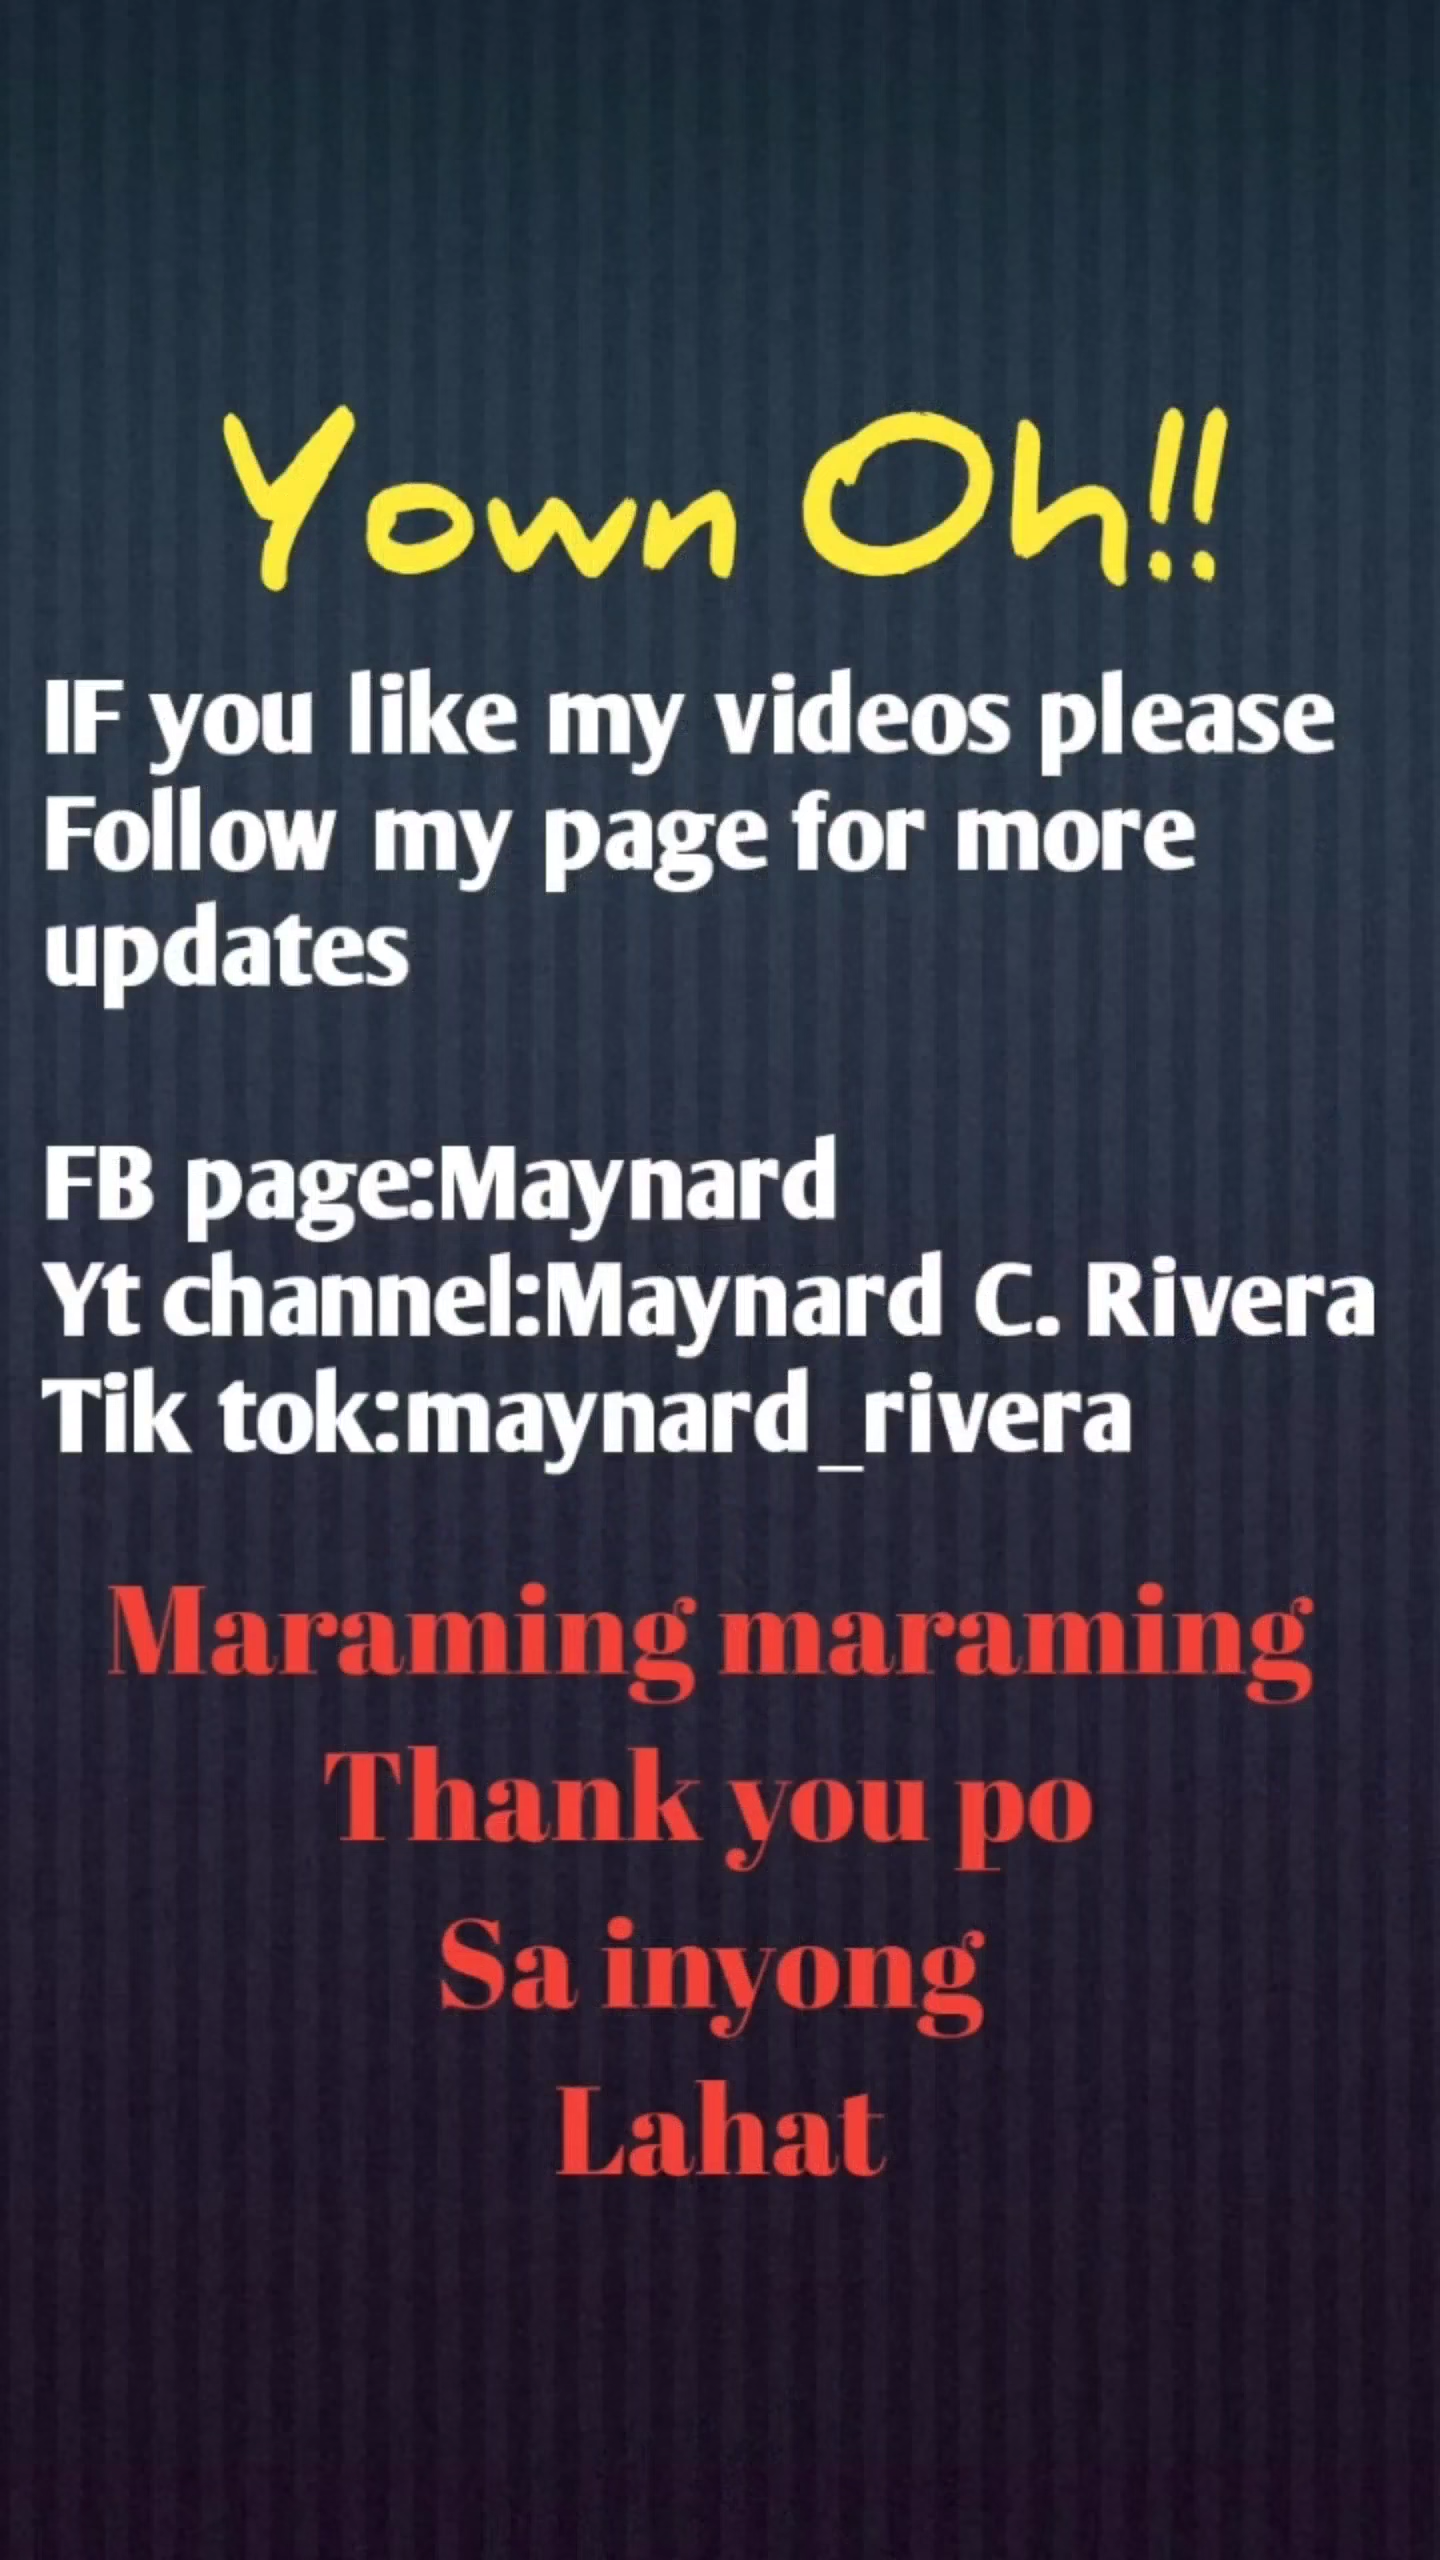 Yown Oh!!
IF you like my videos please
Follow my page for more
updates
FB page:Maynard
Yt channel:Maynard C. Rivera
Tik tok:maynard_rivera
Maraming maraming
Thank you po
Sa inyong
Lahat